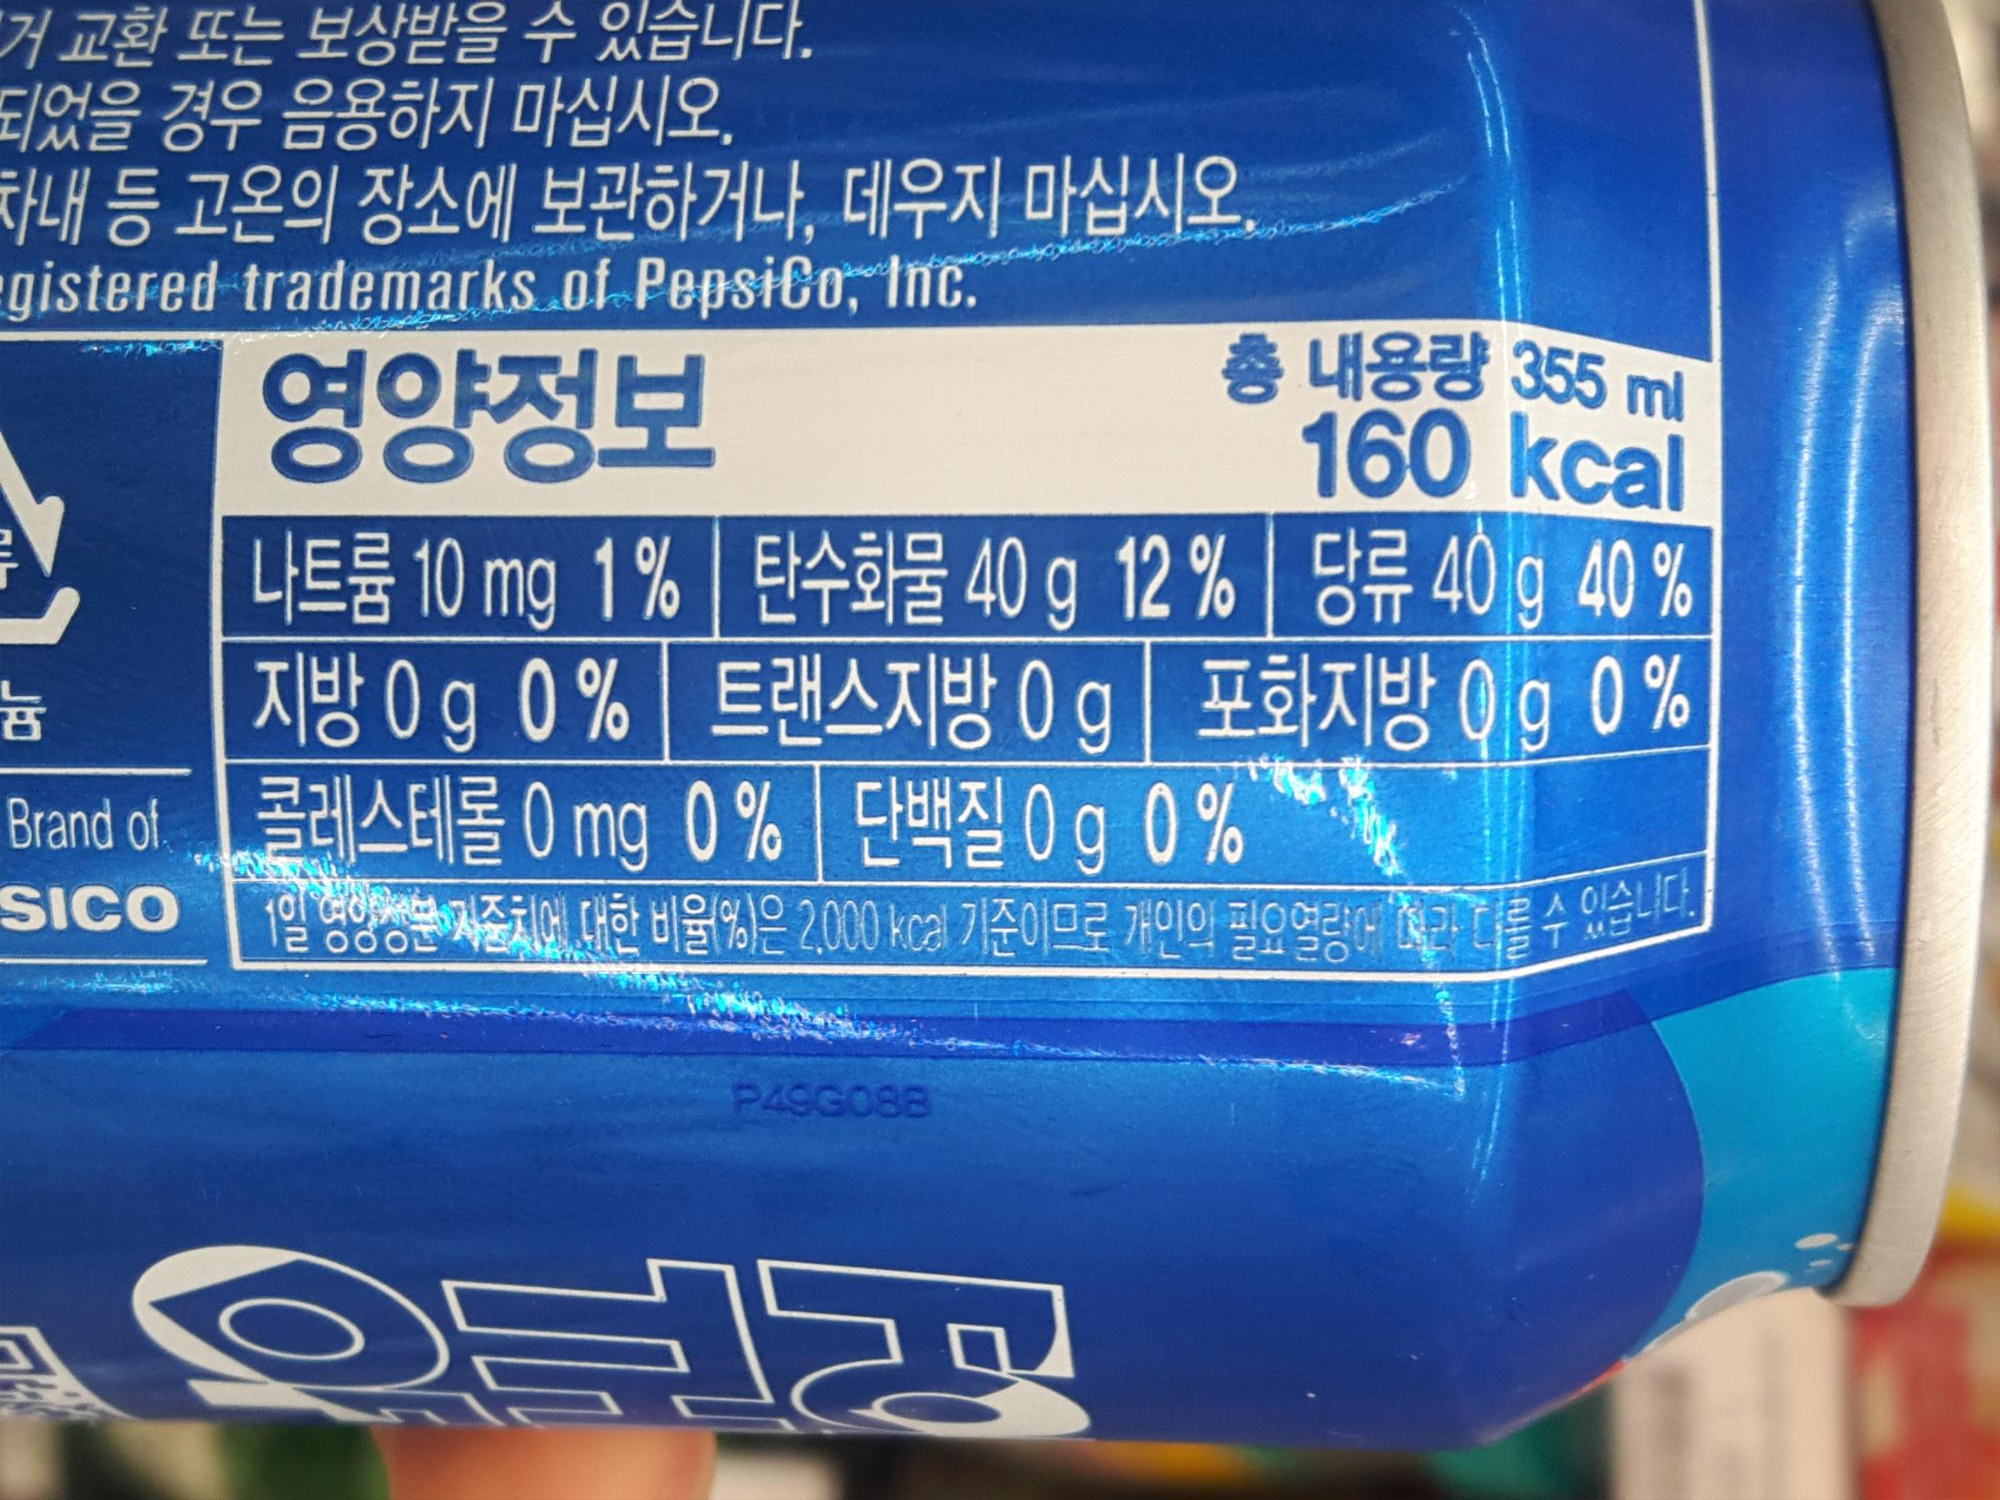 거 교환 또는 보상받을 수 있습니다.
되었을 경우 음용하지 마십시오.
차내 등 고온의 장소에 보관하거나, 데우지 마십시오.
egistered trademarks of PepsiCo, Inc.
영양정보
총 내용량 355 ml
160 kcal
나트륨 10 mg 1 % 탄수화물 40 g 12 % 당류 40 g 40 %
지방 0 g 0 % 트랜스지방 0 g 포화지방 0 g 0 %
콜레스테롤 0 mg 0 % 단백질 0 g 0 %
1일 영양성분 기준치에 대한 비율(%)은 2,000 kcal 기준이므로 개인의 필요열량에 따라 다를 수 있습니다.
늄
Brand of
SICO
P49G08B